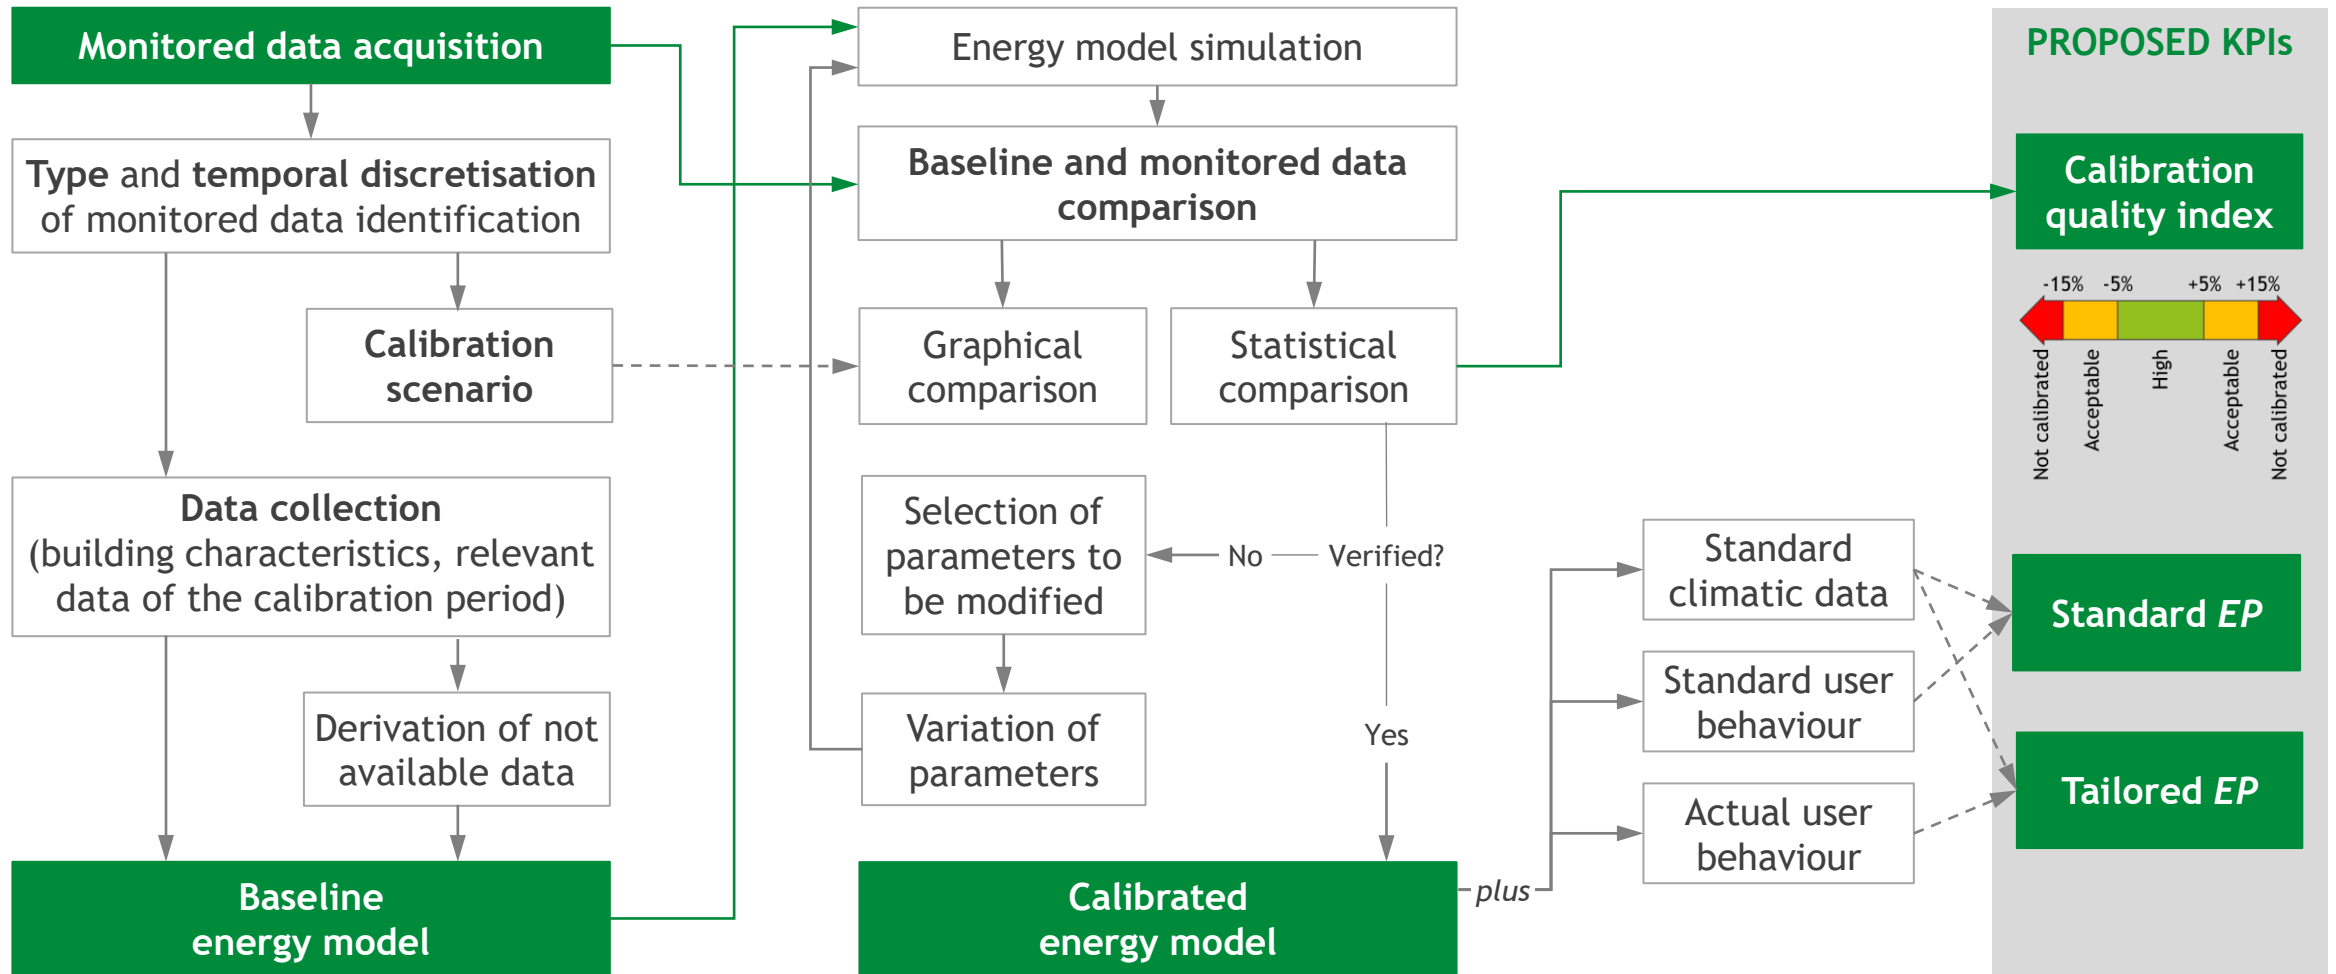 Monitored data acquisition
Type and temporal discretisation
of monitored data identification
Calibration
scenario
Data collection
(building characteristics, relevant
data of the calibration period)
Derivation of not
available data
Baseline
energy model
Energy model simulation
Baseline and monitored data
comparison
Graphical
comparison
Statistical
comparison
Selection of
parameters to
be modified
No
Verified?
Variation of
parameters
Yes
Calibrated
energy model
plus
Standard
climatic data
Standard user
behaviour
Actual user
behaviour
PROPOSED KPIs
Calibration
quality index
-15% -5% +5% +15%
Not calibrated
Acceptable
High
Acceptable
Not calibrated
Standard EP
Tailored EP